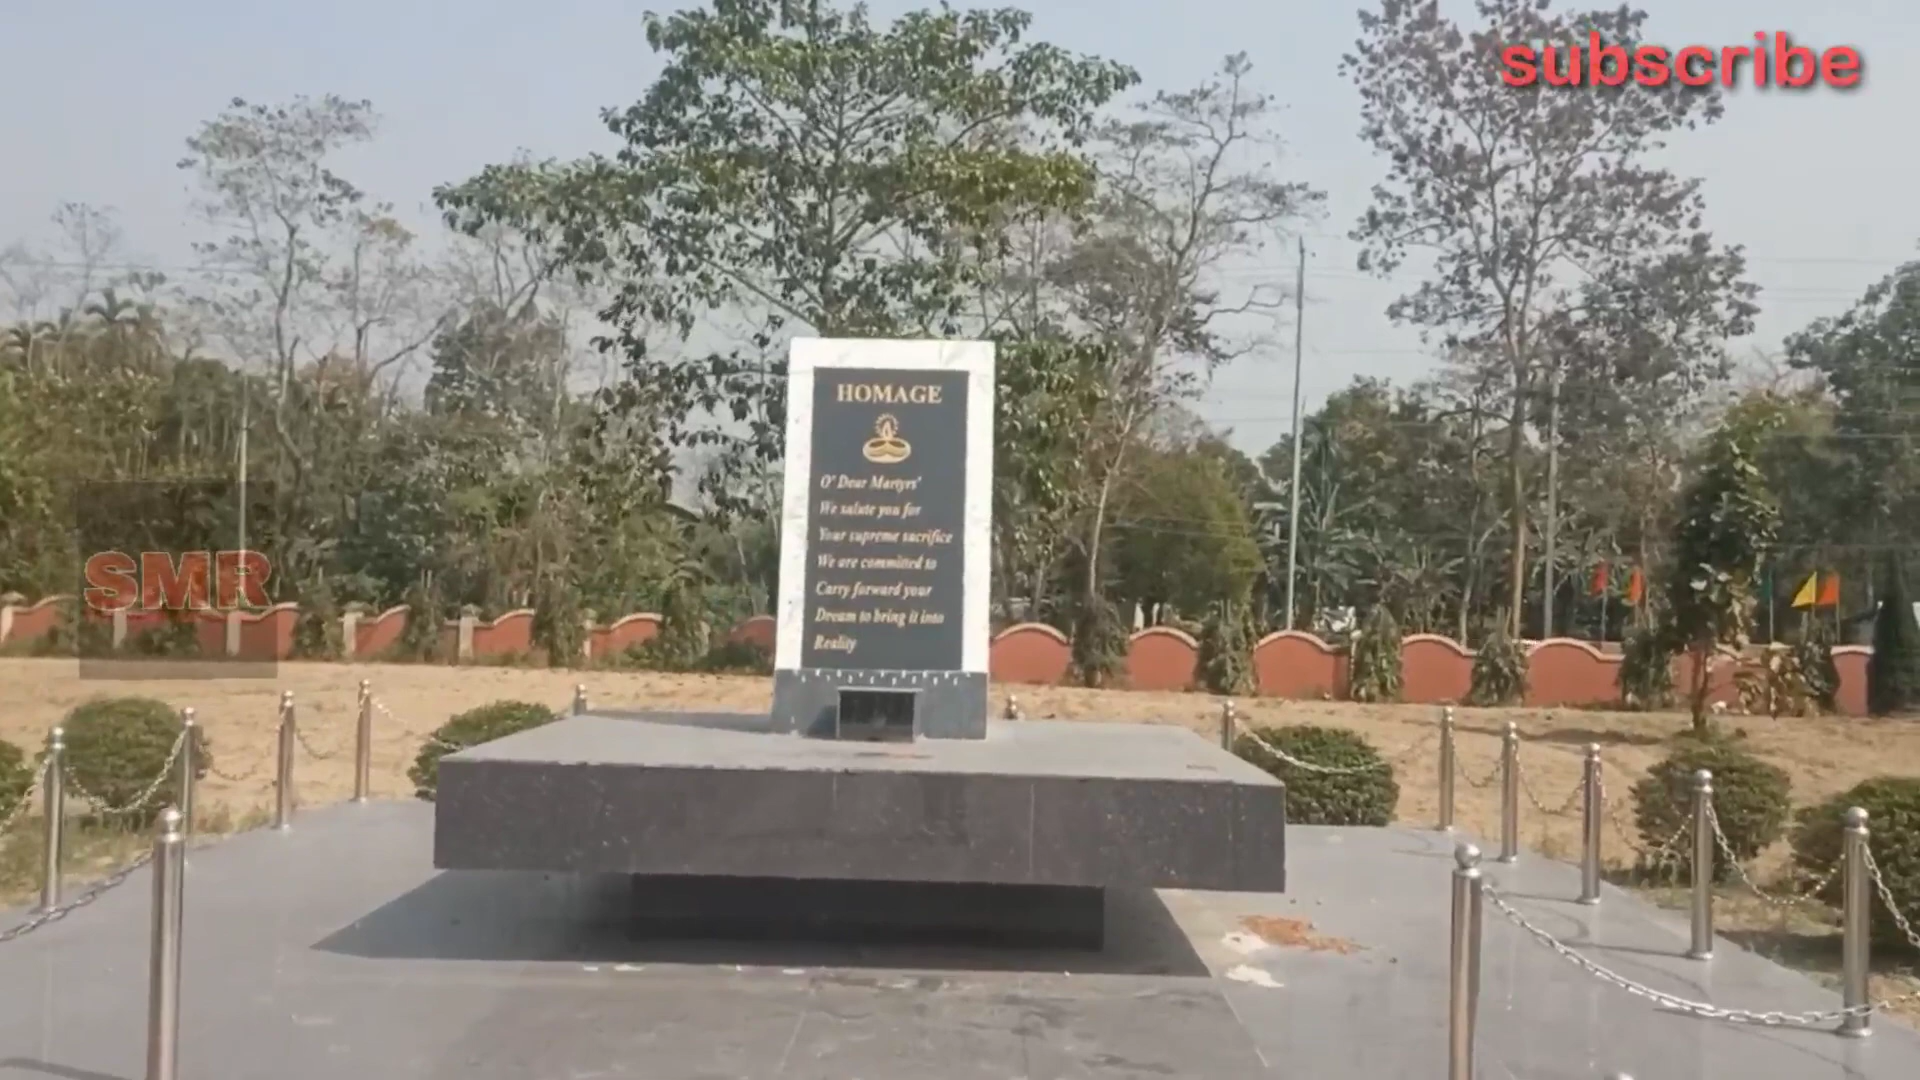 subscribe
HOMAGE
O' Dear Martyrs'
We salute you for
Your supreme sacrifice
We are committed to
Carry forward your
Dream to bring it into
Reality
SMR